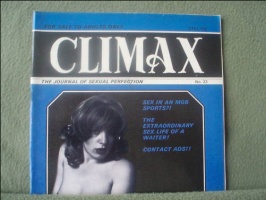 FOR SALE TO ADULTS ONLY
CLIMAX
THE JOURNAL OF SEXUAL PERFECTION
No.
SEX IN AN MGB
SPORTS?!
THE
EXTRAORDINARY
SEX LIFE OF A
WAITER!
CONTACT ADS!!